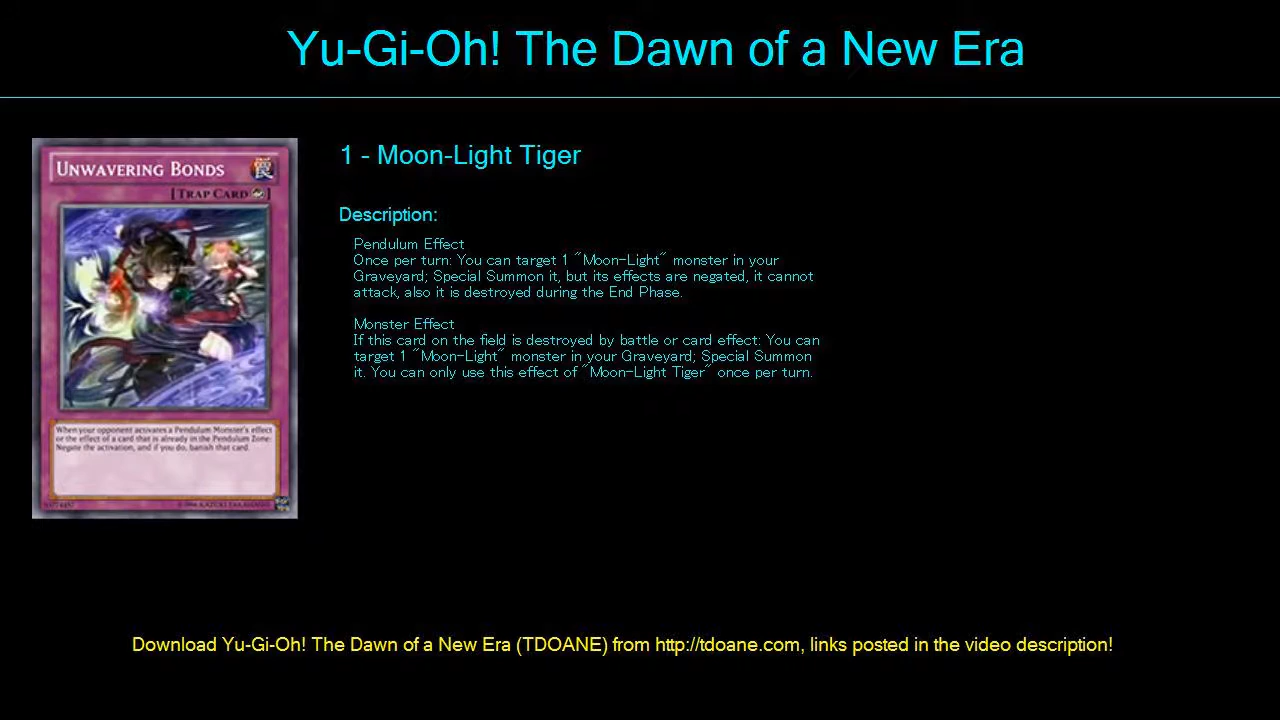 Yu-Gi-Oh! The Dawn of a New Era
UNWAVERING BONDS
罠
[TRAP CARD]
When your opponent activates a Pendulum Monster's effect
or the effect of a card that is already in the Pendulum Zone:
Negate the activation, and if you do, banish that card.
1 - Moon-Light Tiger
Description:
Pendulum Effect
Once per turn: You can target 1 "Moon-Light" monster in your
Graveyard; Special Summon it, but its effects are negated, it cannot
attack, also it is destroyed during the End Phase.
Monster Effect
If this card on the field is destroyed by battle or card effect: You can
target 1 "Moon-Light" monster in your Graveyard; Special Summon
it. You can only use this effect of "Moon-Light Tiger" once per turn.
Download Yu-Gi-Oh! The Dawn of a New Era (TDOANE) from http://tdoane.com, links posted in the video description!